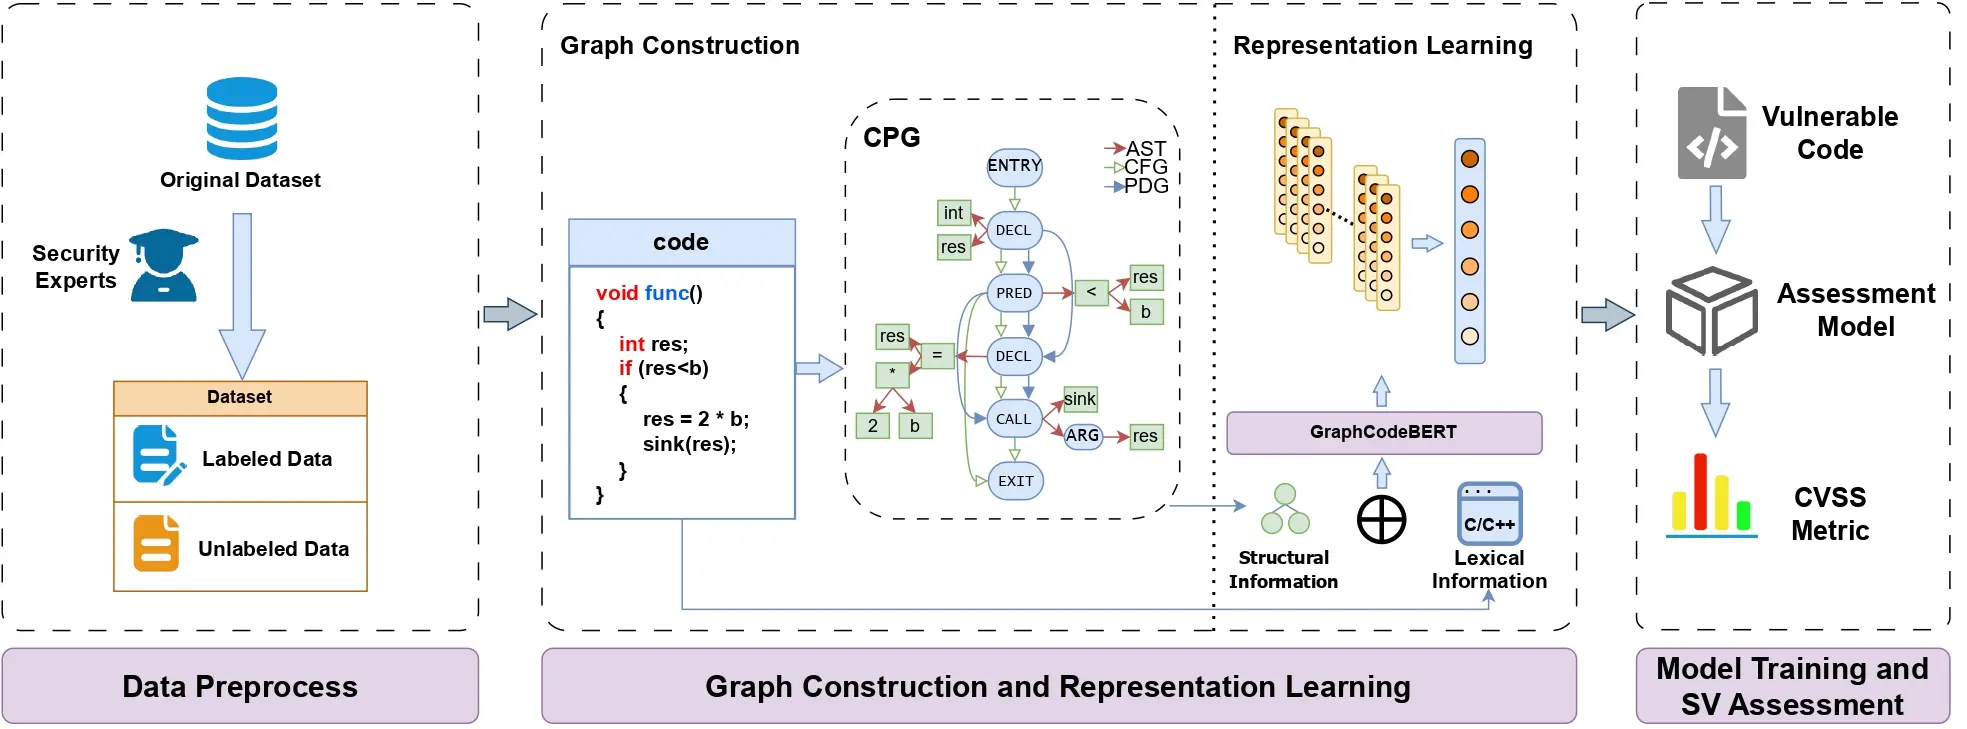 Original Dataset
Security
Experts
Dataset
Labeled Data
Unlabeled Data
Data Preprocess
Graph Construction
code
void func()
{
int res;
if (res<b)
{
res = 2 * b;
sink(res);
}
}
CPG
AST
CFG
PDG
ENTRY
int
DECL
res
PRED
<
res
b
res
=
DECL
*
2
b
CALL
sink
ARG
res
EXIT
Representation Learning
GraphCodeBERT
C/C++
Structural
Information
Lexical
Information
Graph Construction and Representation Learning
Vulnerable
Code
Assessment
Model
CVSS
Metric
Model Training and
SV Assessment